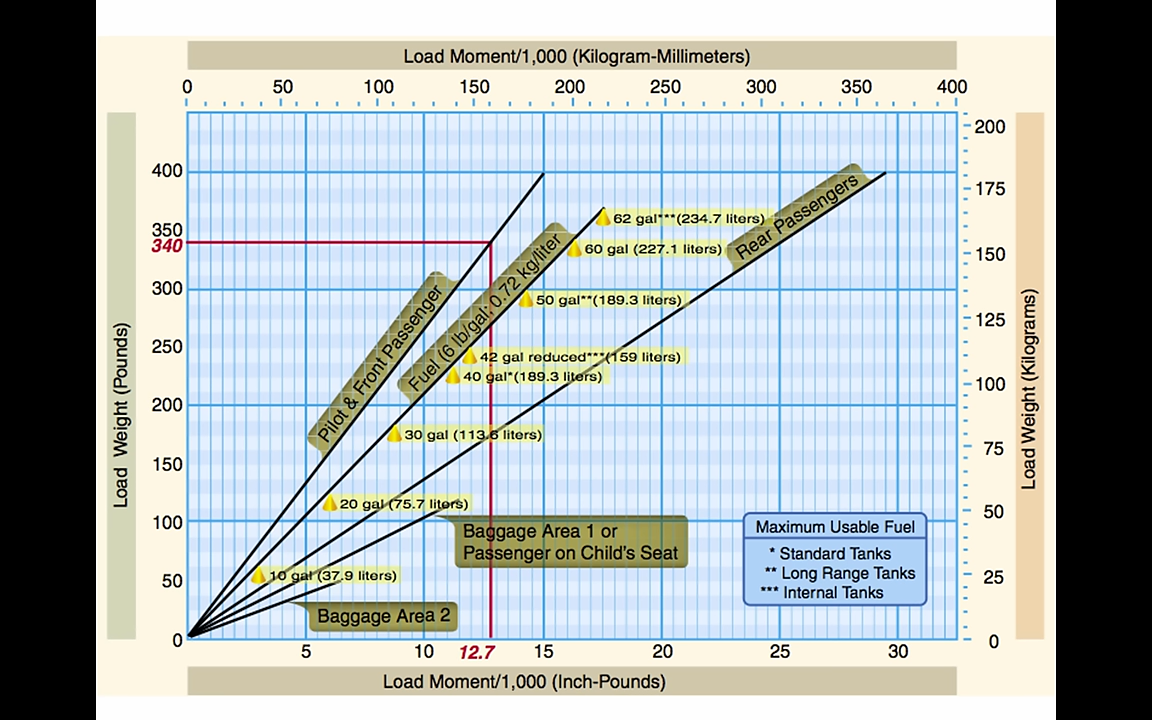 Load Moment/1,000 (Kilogram-Millimeters)
0 50 100 150 200 250 300 350 400
Load Weight (Pounds)
400
350
340
300
250
200
150
100
50
0
200
175
150
125
100
75
50
25
0
Load Weight (Kilograms)
Pilot & Front Passenger
Fuel (6 lb/gal; 0.72 kg/liter
Rear Passengers
62 gal***(234.7 liters)
60 gal (227.1 liters)
50 gal**(189.3 liters)
42 gal reduced***(159 liters)
40 gal*(189.3 liters)
30 gal (113.6 liters)
20 gal (75.7 liters)
10 gal (37.9 liters)
Baggage Area 1 or
Passenger on Child's Seat
Baggage Area 2
Maximum Usable Fuel
* Standard Tanks
** Long Range Tanks
*** Internal Tanks
5 10 12.7 15 20 25 30
Load Moment/1,000 (Inch-Pounds)